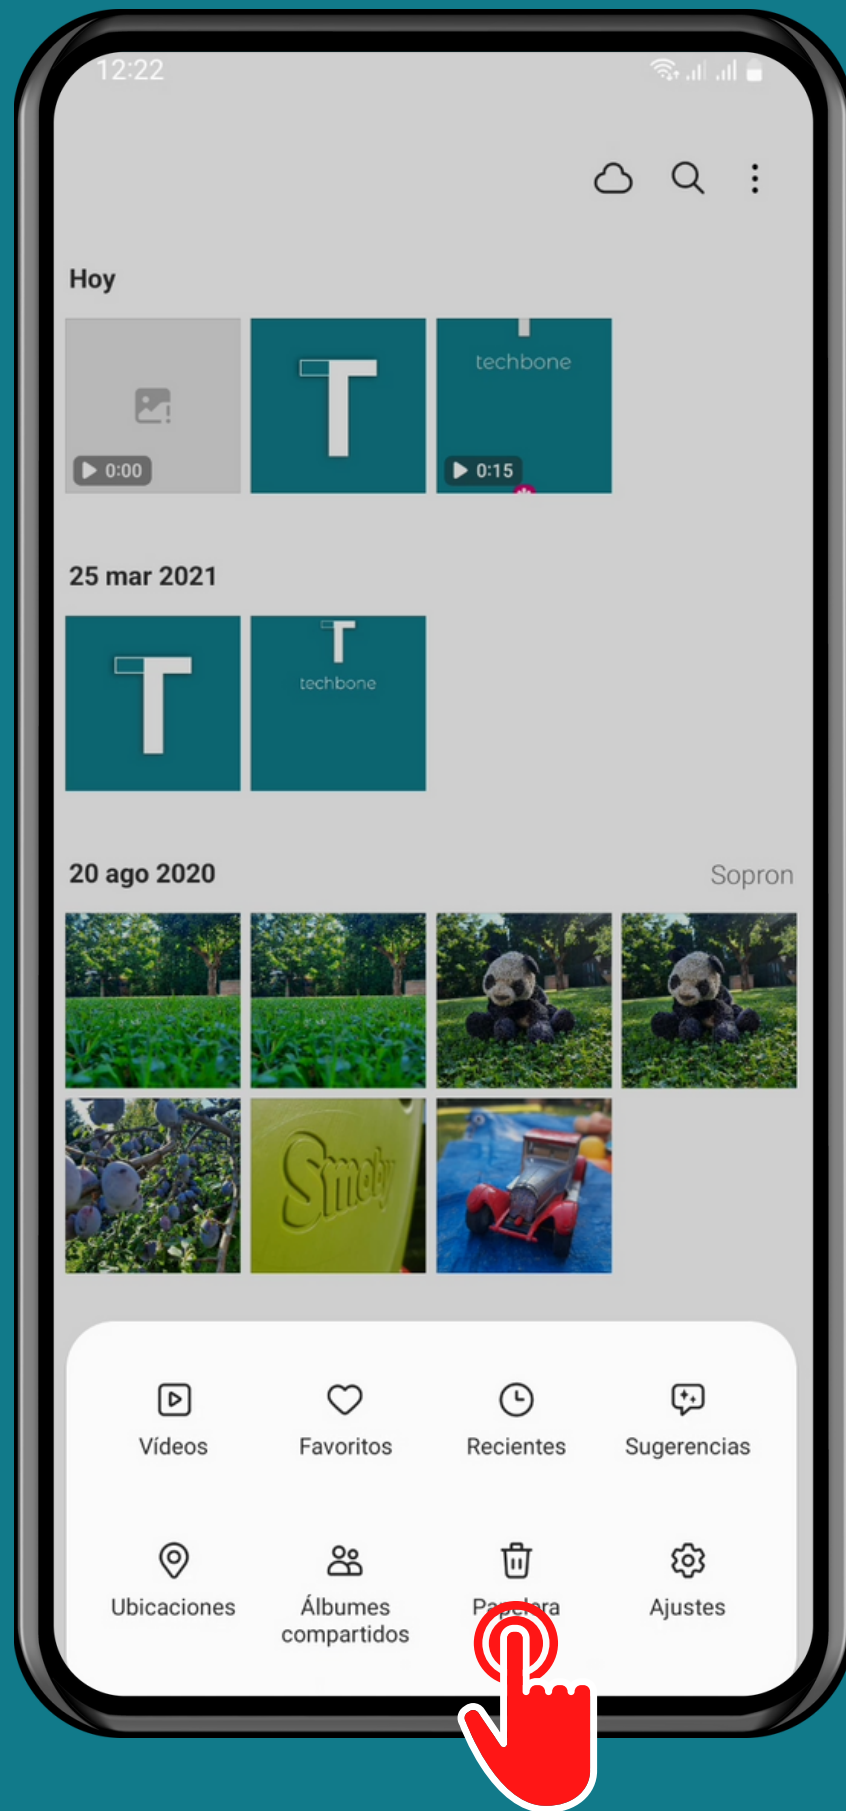 12:22
Hoy
0:00
T
techbone
0:15
25 mar 2021
T
T
techbone
20 ago 2020
Sopron
Smoby
Vídeos
Favoritos
Recientes
Sugerencias
Ubicaciones
Álbumes
compartidos
Papelera
Ajustes